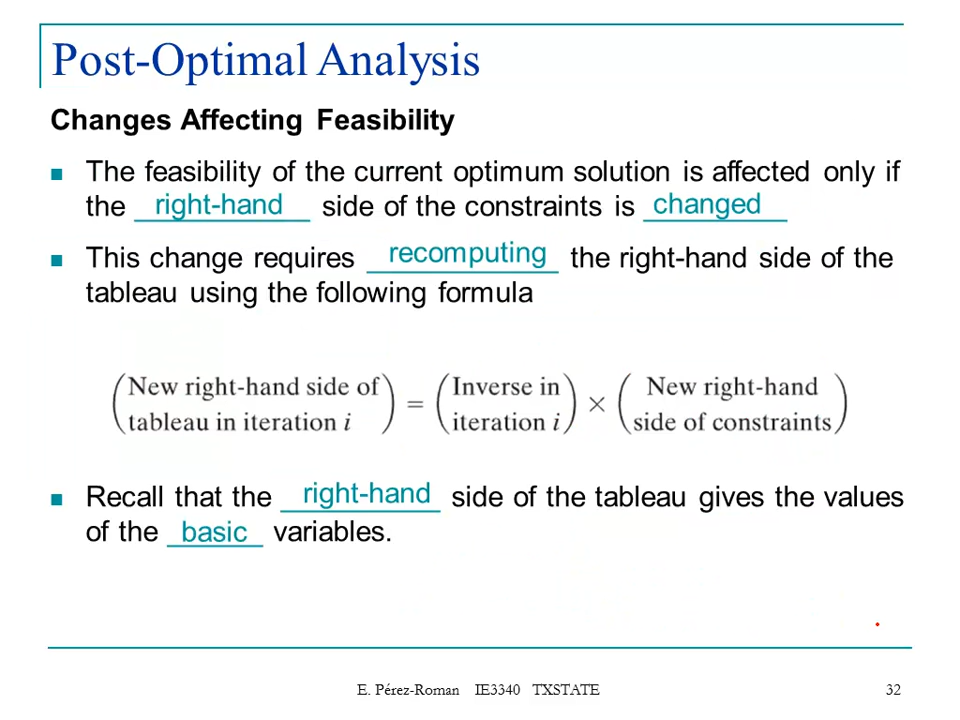 Post-Optimal Analysis
Changes Affecting Feasibility
The feasibility of the current optimum solution is affected only if
the right-hand side of the constraints is changed
This change requires recomputing the right-hand side of the
tableau using the following formula
(New right-hand side of tableau in iteration i) = (Inverse in iteration i) × (New right-hand side of constraints)
Recall that the right-hand side of the tableau gives the values
of the basic variables.
E. Pérez-Roman IE3340 TXSTATE 32